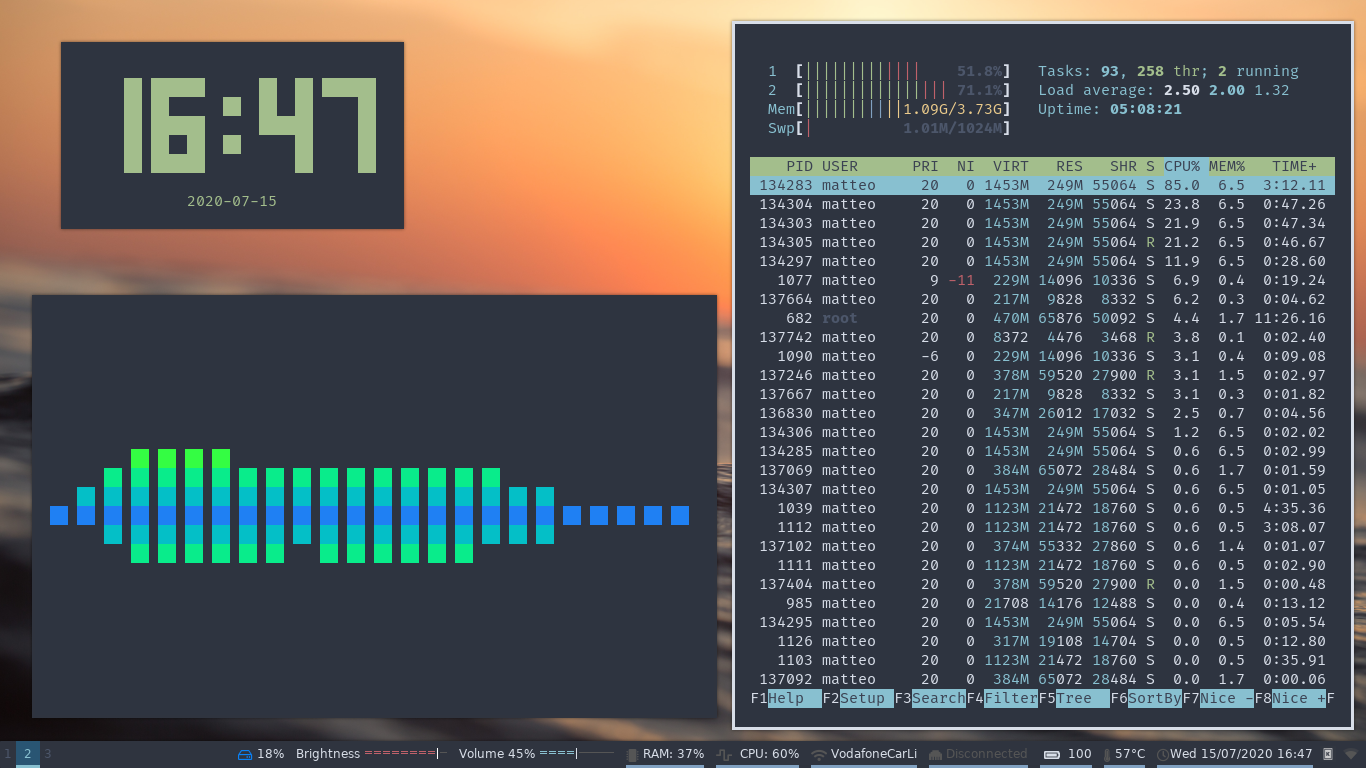 16:47
2020-07-15
1 [|||||||||||||| 51.8%] Tasks: 93, 258 thr; 2 running
2 [||||||||||||||||| 71.1%] Load average: 2.50 2.00 1.32
Mem[|||||||||||1.09G/3.73G] Uptime: 05:08:21
Swp[| 1.01M/1024M]
PID USER PRI NI VIRT RES SHR S CPU% MEM% TIME+
134283 matteo 20 0 1453M 249M 55064 S 85.0 6.5 3:12.11
134304 matteo 20 0 1453M 249M 55064 S 23.8 6.5 0:47.26
134303 matteo 20 0 1453M 249M 55064 S 21.9 6.5 0:47.34
134305 matteo 20 0 1453M 249M 55064 R 21.2 6.5 0:46.67
134297 matteo 20 0 1453M 249M 55064 S 11.9 6.5 0:28.60
1077 matteo 9 -11 229M 14096 10336 S 6.9 0.4 0:19.24
137664 matteo 20 0 217M 9828 8332 S 6.2 0.3 0:04.62
682 root 20 0 470M 65876 50092 S 4.4 1.7 11:26.16
137742 matteo 20 0 8372 4476 3468 R 3.8 0.1 0:02.40
1090 matteo -6 0 229M 14096 10336 S 3.1 0.4 0:09.08
137246 matteo 20 0 378M 59520 27900 R 3.1 1.5 0:02.97
137667 matteo 20 0 217M 9828 8332 S 3.1 0.3 0:01.82
136830 matteo 20 0 347M 26012 17032 S 2.5 0.7 0:04.56
134306 matteo 20 0 1453M 249M 55064 S 1.2 6.5 0:02.02
134285 matteo 20 0 1453M 249M 55064 S 0.6 6.5 0:02.99
137069 matteo 20 0 384M 65072 28484 S 0.6 1.7 0:01.59
134307 matteo 20 0 1453M 249M 55064 S 0.6 6.5 0:01.05
1039 matteo 20 0 1123M 21472 18760 S 0.6 0.5 4:35.36
1112 matteo 20 0 1123M 21472 18760 S 0.6 0.5 3:08.07
137102 matteo 20 0 374M 55332 27860 S 0.6 1.4 0:01.07
1111 matteo 20 0 1123M 21472 18760 S 0.6 0.5 0:02.90
137404 matteo 20 0 378M 59520 27900 R 0.0 1.5 0:00.48
985 matteo 20 0 21708 14176 12488 S 0.0 0.4 0:13.12
134295 matteo 20 0 1453M 249M 55064 S 0.0 6.5 0:05.54
1126 matteo 20 0 317M 19108 14704 S 0.0 0.5 0:12.80
1103 matteo 20 0 1123M 21472 18760 S 0.0 0.5 0:35.91
137092 matteo 20 0 384M 65072 28484 S 0.0 1.7 0:00.06
F1Help F2Setup F3SearchF4FilterF5Tree F6SortByF7Nice -F8Nice +F
1 2 3 18% Brightness ========|- Volume 45% ====|---- RAM: 37% CPU: 60% VodafoneCarLi Disconnected 100 57°C Wed 15/07/2020 16:47